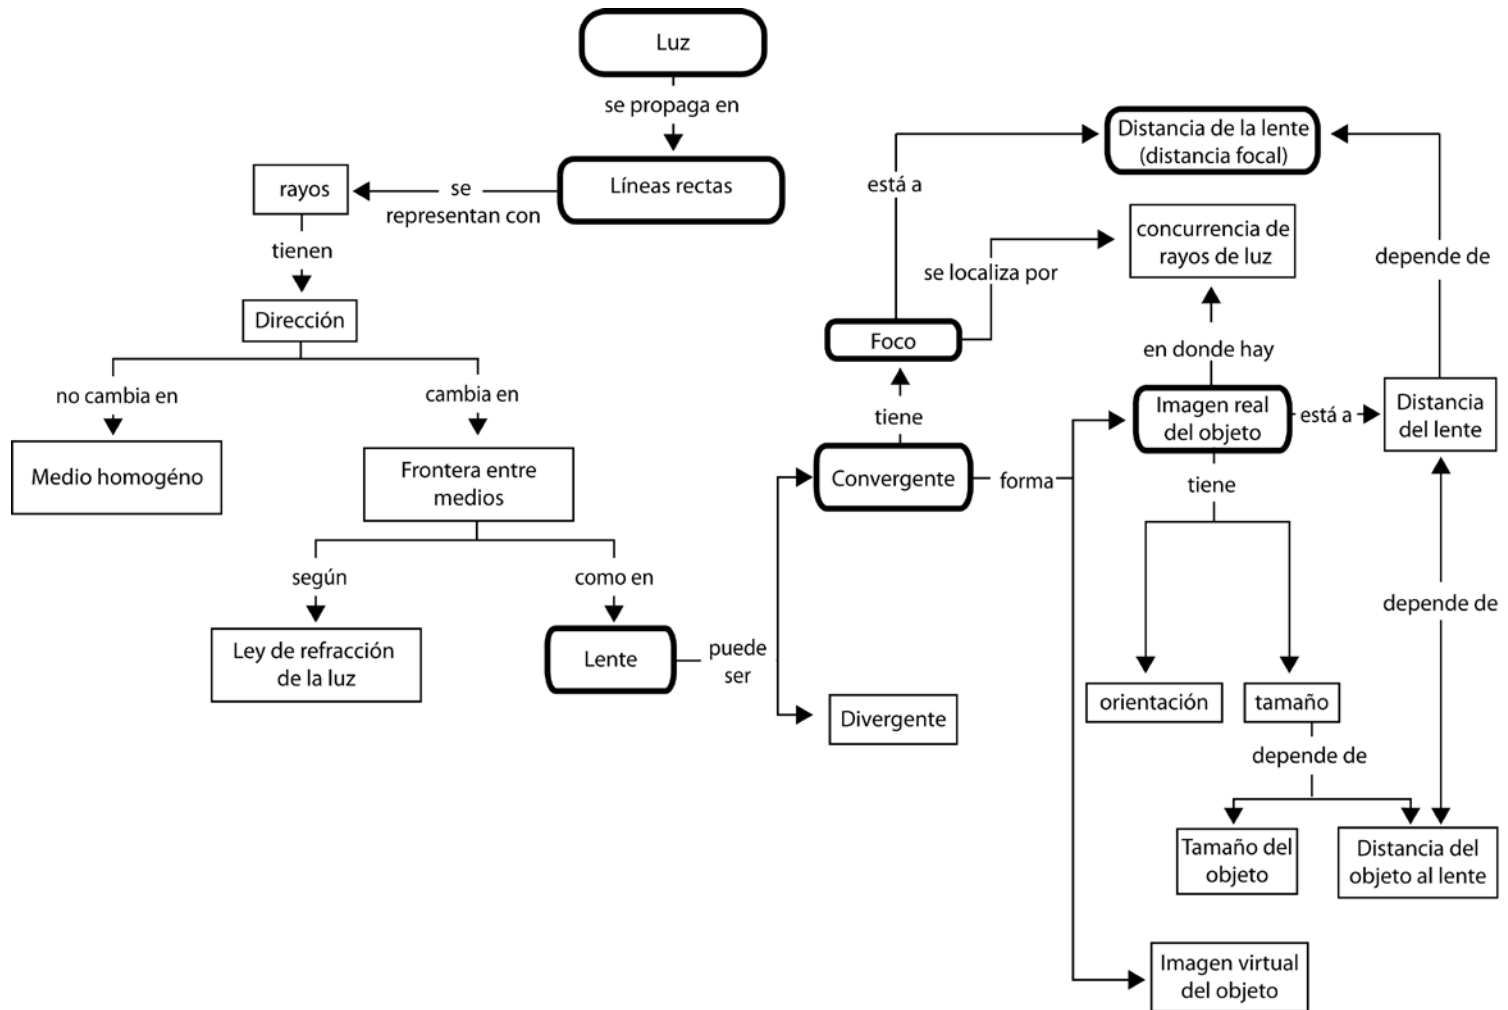 Luz
se propaga en
Líneas rectas
se
representan con
rayos
tienen
Dirección
no cambia en
Medio homogéno
cambia en
Frontera entre
medios
según
Ley de refracción
de la luz
como en
Lente
puede
ser
Divergente
Convergente
tiene
Foco
está a
Distancia de la lente
(distancia focal)
se localiza por
concurrencia de
rayos de luz
forma
Imagen real
del objeto
en donde hay
está a
Distancia
del lente
depende de
depende de
tiene
orientación
tamaño
depende de
Tamaño del
objeto
Distancia del
objeto al lente
Imagen virtual
del objeto